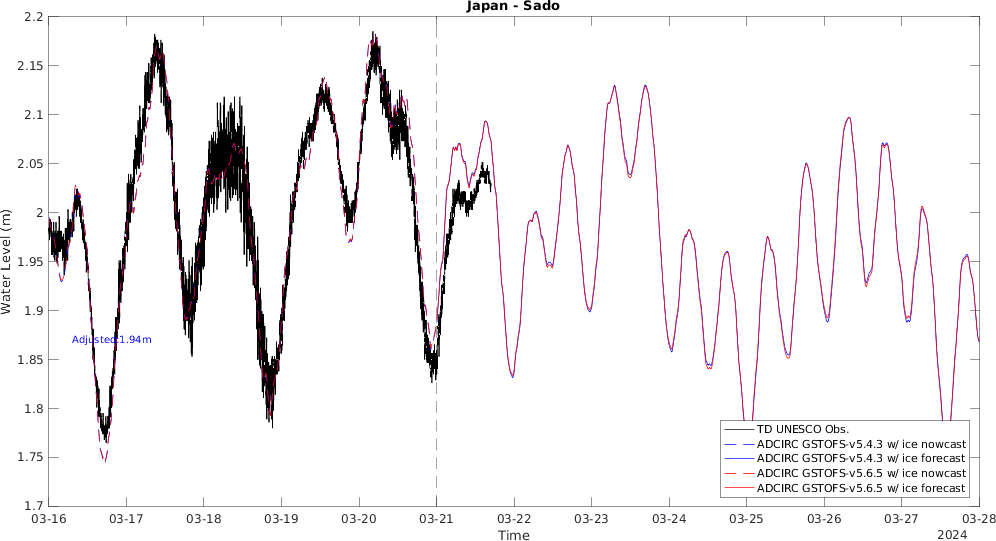 Japan - Sado
2.2
2.15
2.1
2.05
2
1.95
1.9
1.85
1.8
1.75
1.7
Water Level (m)
Adjusted:1.94m
TD UNESCO Obs.
ADCIRC GSTOFS-v5.4.3 w/ ice nowcast
ADCIRC GSTOFS-v5.4.3 w/ ice forecast
ADCIRC GSTOFS-v5.6.5 w/ ice nowcast
ADCIRC GSTOFS-v5.6.5 w/ ice forecast
03-16 03-17 03-18 03-19 03-20 03-21 03-22 03-23 03-24 03-25 03-26 03-27 03-28
Time
2024